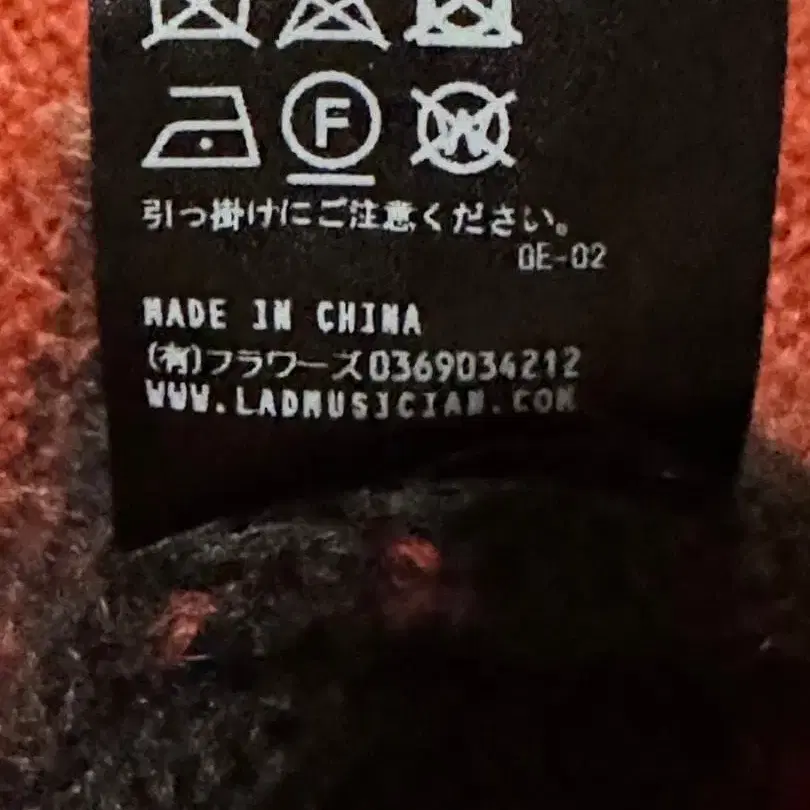 F W
引っ掛けにご注意ください。
0E-02
MADE IN CHINA
(有)フラワーズ0369034212
WWW.LADMUSICIAN.COM